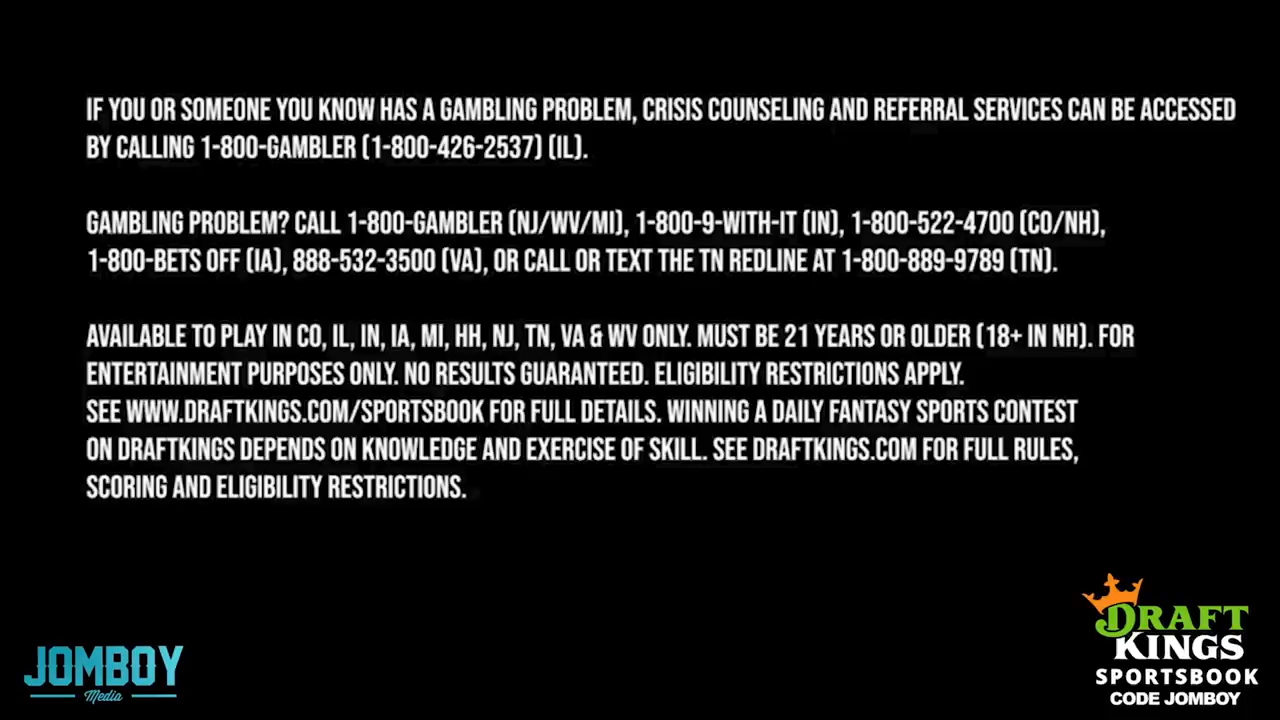 IF YOU OR SOMEONE YOU KNOW HAS A GAMBLING PROBLEM, CRISIS COUNSELING AND REFERRAL SERVICES CAN BE ACCESSED
BY CALLING 1-800-GAMBLER (1-800-426-2537) (IL).
GAMBLING PROBLEM? CALL 1-800-GAMBLER (NJ/WV/MI), 1-800-9-WITH-IT (IN), 1-800-522-4700 (CO/NH),
1-800-BETS OFF (IA), 888-532-3500 (VA), OR CALL OR TEXT THE TN REDLINE AT 1-800-889-9789 (TN).
AVAILABLE TO PLAY IN CO, IL, IN, IA, MI, HH, NJ, TN, VA & WV ONLY. MUST BE 21 YEARS OR OLDER (18+ IN NH). FOR
ENTERTAINMENT PURPOSES ONLY. NO RESULTS GUARANTEED. ELIGIBILITY RESTRICTIONS APPLY.
SEE WWW.DRAFTKINGS.COM/SPORTSBOOK FOR FULL DETAILS. WINNING A DAILY FANTASY SPORTS CONTEST
ON DRAFTKINGS DEPENDS ON KNOWLEDGE AND EXERCISE OF SKILL. SEE DRAFTKINGS.COM FOR FULL RULES,
SCORING AND ELIGIBILITY RESTRICTIONS.
JOMBOY
Media
DRAFT
KINGS
SPORTSBOOK
CODE JOMBOY